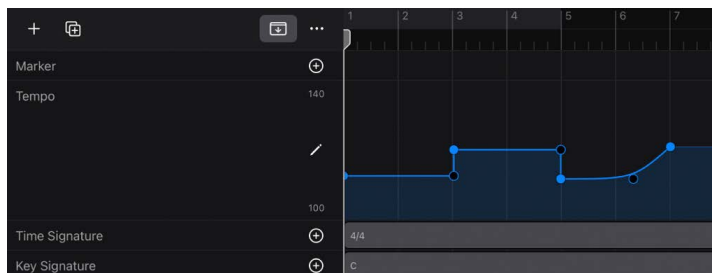 1 2 3 4 5 6 7
Marker
Tempo
140
100
Time Signature
4/4
Key Signature
C